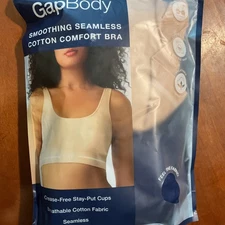 GapBody
SMOOTHING SEAMLESS
COTTON COMFORT BRA
Crease-Free Stay-Put Cups
Breathable Cotton Fabric
Seamless